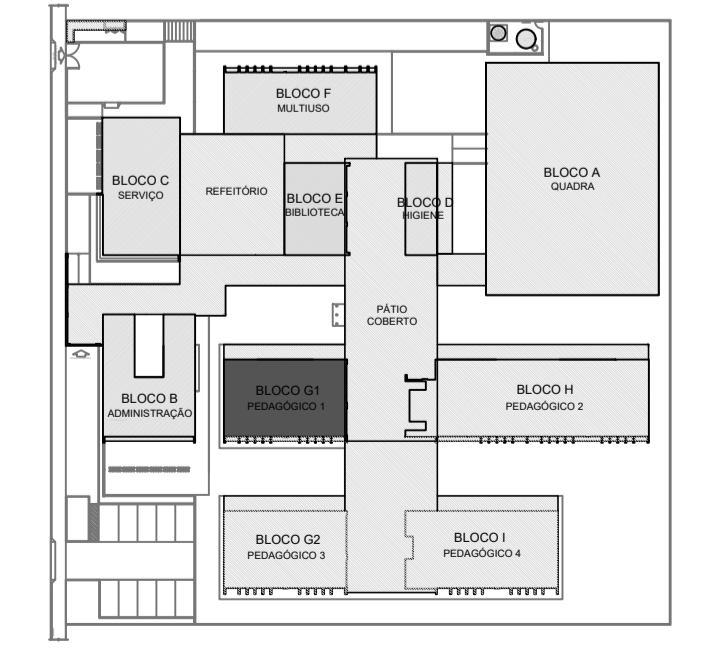 BLOCO F
MULTIUSO
BLOCO A
QUADRA
BLOCO C
SERVIÇO
REFEITÓRIO
BLOCO E
BIBLIOTECA
BLOCO D
HIGIENE
PÁTIO
COBERTO
BLOCO B
ADMINISTRAÇÃO
BLOCO G1
PEDAGÓGICO 1
BLOCO H
PEDAGÓGICO 2
BLOCO G2
PEDAGÓGICO 3
BLOCO I
PEDAGÓGICO 4